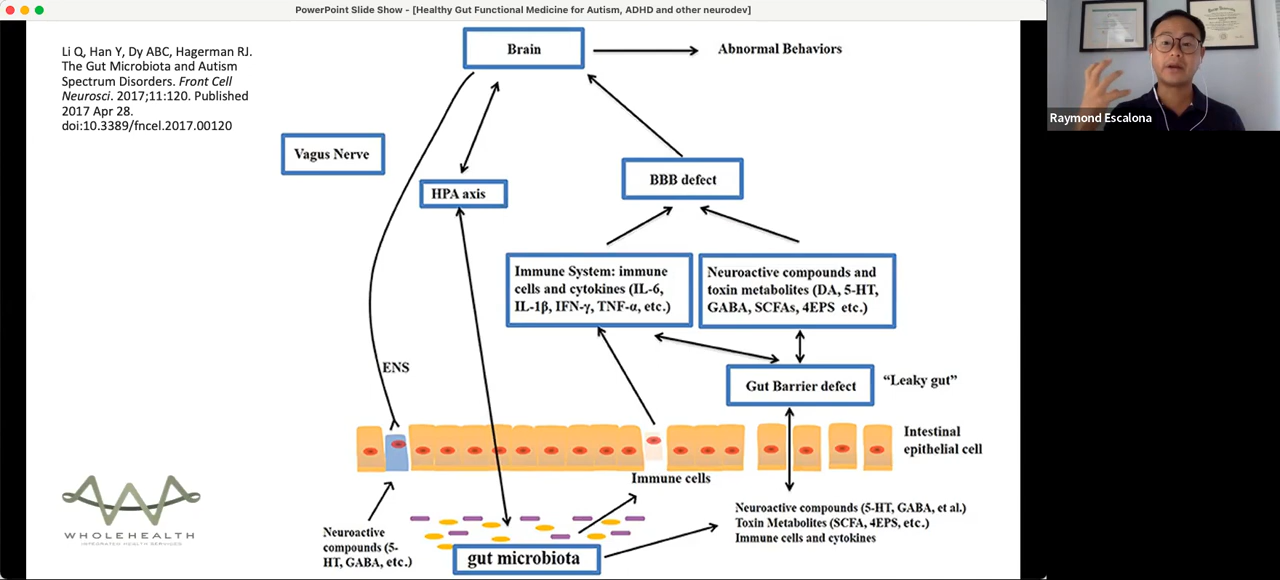 PowerPoint Slide Show - [Healthy Gut Functional Medicine for Autism, ADHD and other neurodev]
Li Q, Han Y, Dy ABC, Hagerman RJ.
The Gut Microbiota and Autism
Spectrum Disorders. Front Cell
Neurosci. 2017;11:120. Published
2017 Apr 28.
doi:10.3389/fncel.2017.00120
Brain
Abnormal Behaviors
Raymond Escalona
Vagus Nerve
HPA axis
BBB defect
Immune System: immune
cells and cytokines (IL-6,
IL-1β, IFN-γ, TNF-α, etc.)
Neuroactive compounds and
toxin metabolites (DA, 5-HT,
GABA, SCFAs, 4EPS etc.)
ENS
Gut Barrier defect
“Leaky gut”
Intestinal
epithelial cell
Immune cells
Neuroactive
compounds (5-
HT, GABA, etc.)
gut microbiota
Neuroactive compounds (5-HT, GABA, et al.)
Toxin Metabolites (SCFA, 4EPS, etc.)
Immune cells and cytokines
WHOLEHEALTH
INTEGRATED HEALTH SERVICES